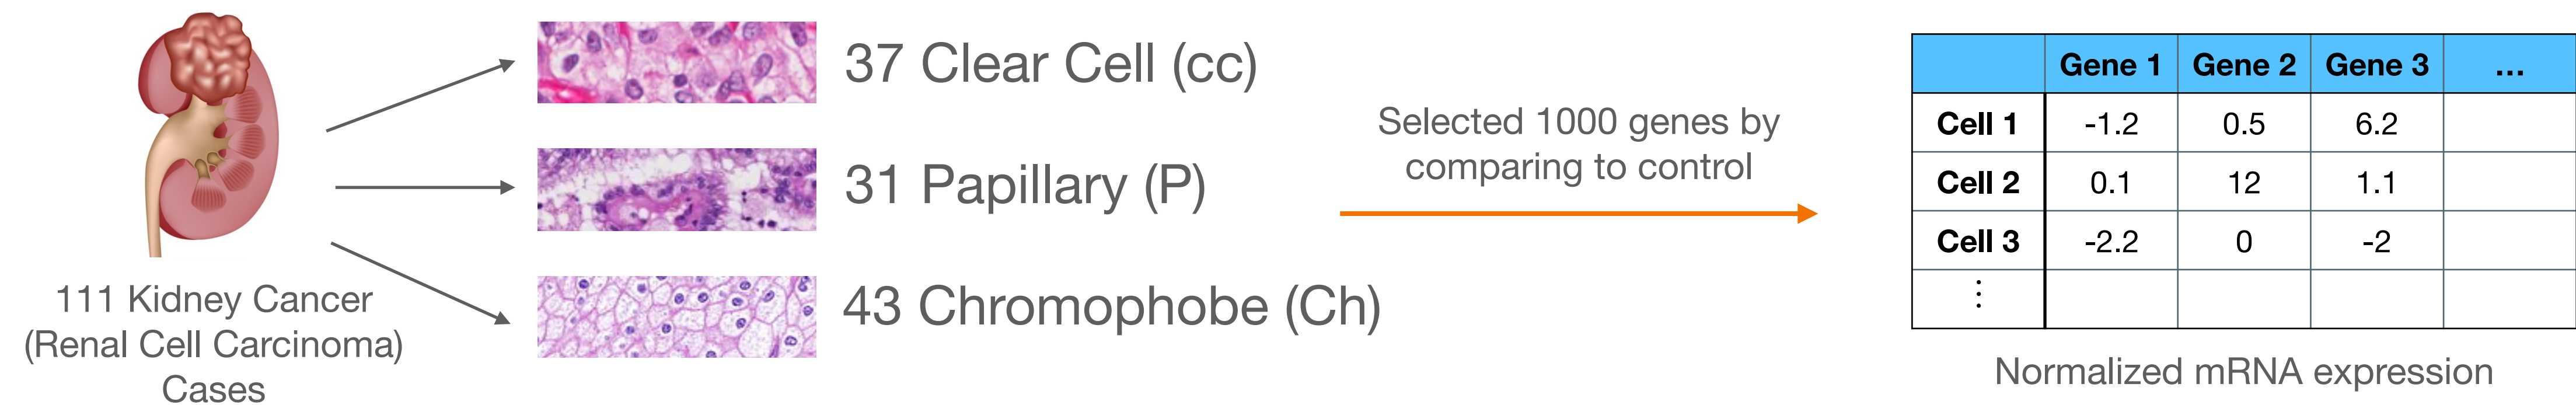 111 Kidney Cancer
(Renal Cell Carcinoma)
Cases
37 Clear Cell (cc)
31 Papillary (P)
43 Chromophobe (Ch)
Selected 1000 genes by
comparing to control
Gene 1 Gene 2 Gene 3 ...
Cell 1 -1.2 0.5 6.2
Cell 2 0.1 12 1.1
Cell 3 -2.2 0 -2
⋮
Normalized mRNA expression